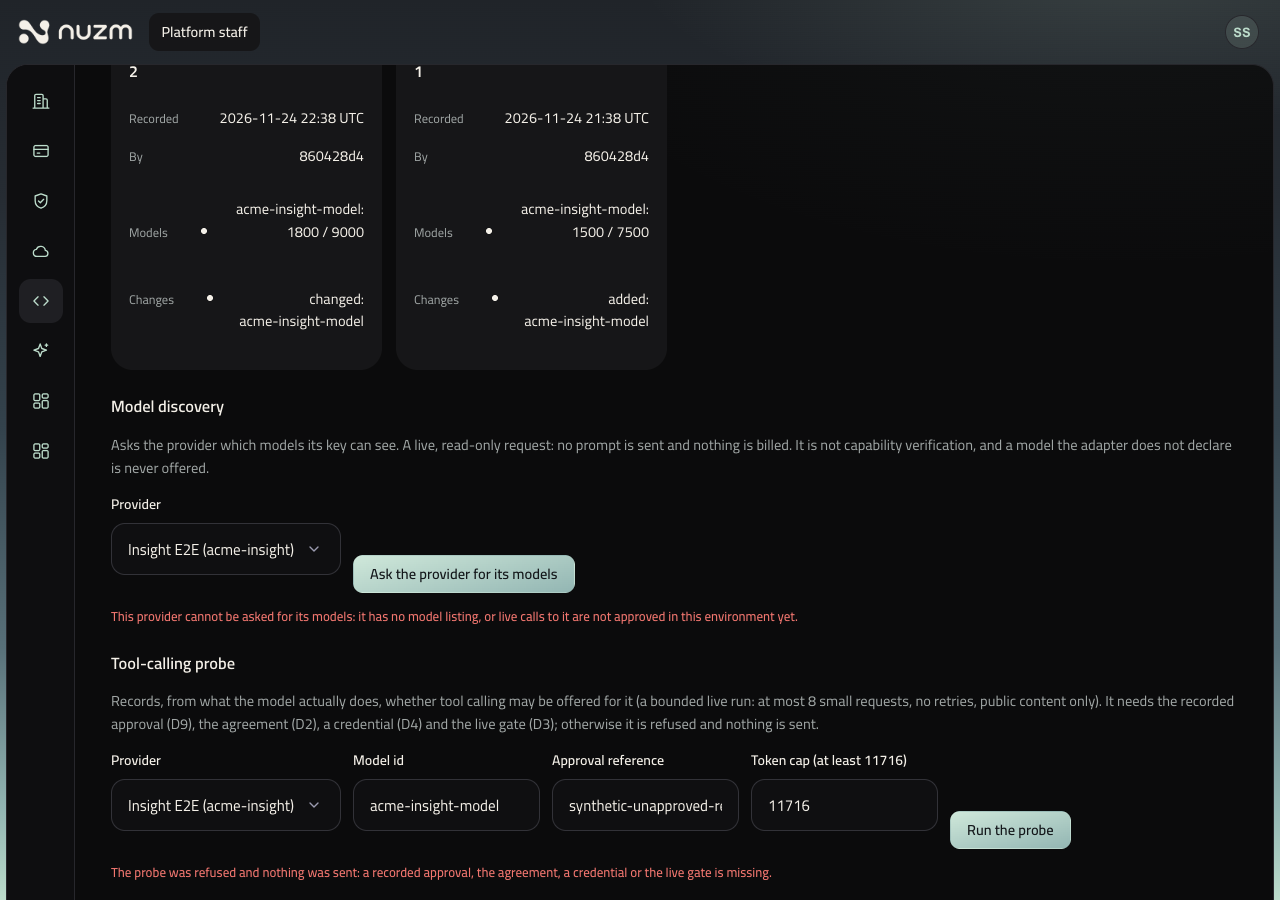 nuzm
Platform staff
SS
2
Recorded
2026-11-24 22:38 UTC
By
860428d4
Models
acme-insight-model:
1800 / 9000
Changes
changed:
acme-insight-model
1
Recorded
2026-11-24 21:38 UTC
By
860428d4
Models
acme-insight-model:
1500 / 7500
Changes
added:
acme-insight-model
Model discovery
Asks the provider which models its key can see. A live, read-only request: no prompt is sent and nothing is billed. It is not capability verification, and a model the adapter does not declare
is never offered.
Provider
Insight E2E (acme-insight)
Ask the provider for its models
This provider cannot be asked for its models: it has no model listing, or live calls to it are not approved in this environment yet.
Tool-calling probe
Records, from what the model actually does, whether tool calling may be offered for it (a bounded live run: at most 8 small requests, no retries, public content only). It needs the recorded
approval (D9), the agreement (D2), a credential (D4) and the live gate (D3); otherwise it is refused and nothing is sent.
Provider
Insight E2E (acme-insight)
Model id
acme-insight-model
Approval reference
synthetic-unapproved-re
Token cap (at least 11716)
11716
Run the probe
The probe was refused and nothing was sent: a recorded approval, the agreement, a credential or the live gate is missing.